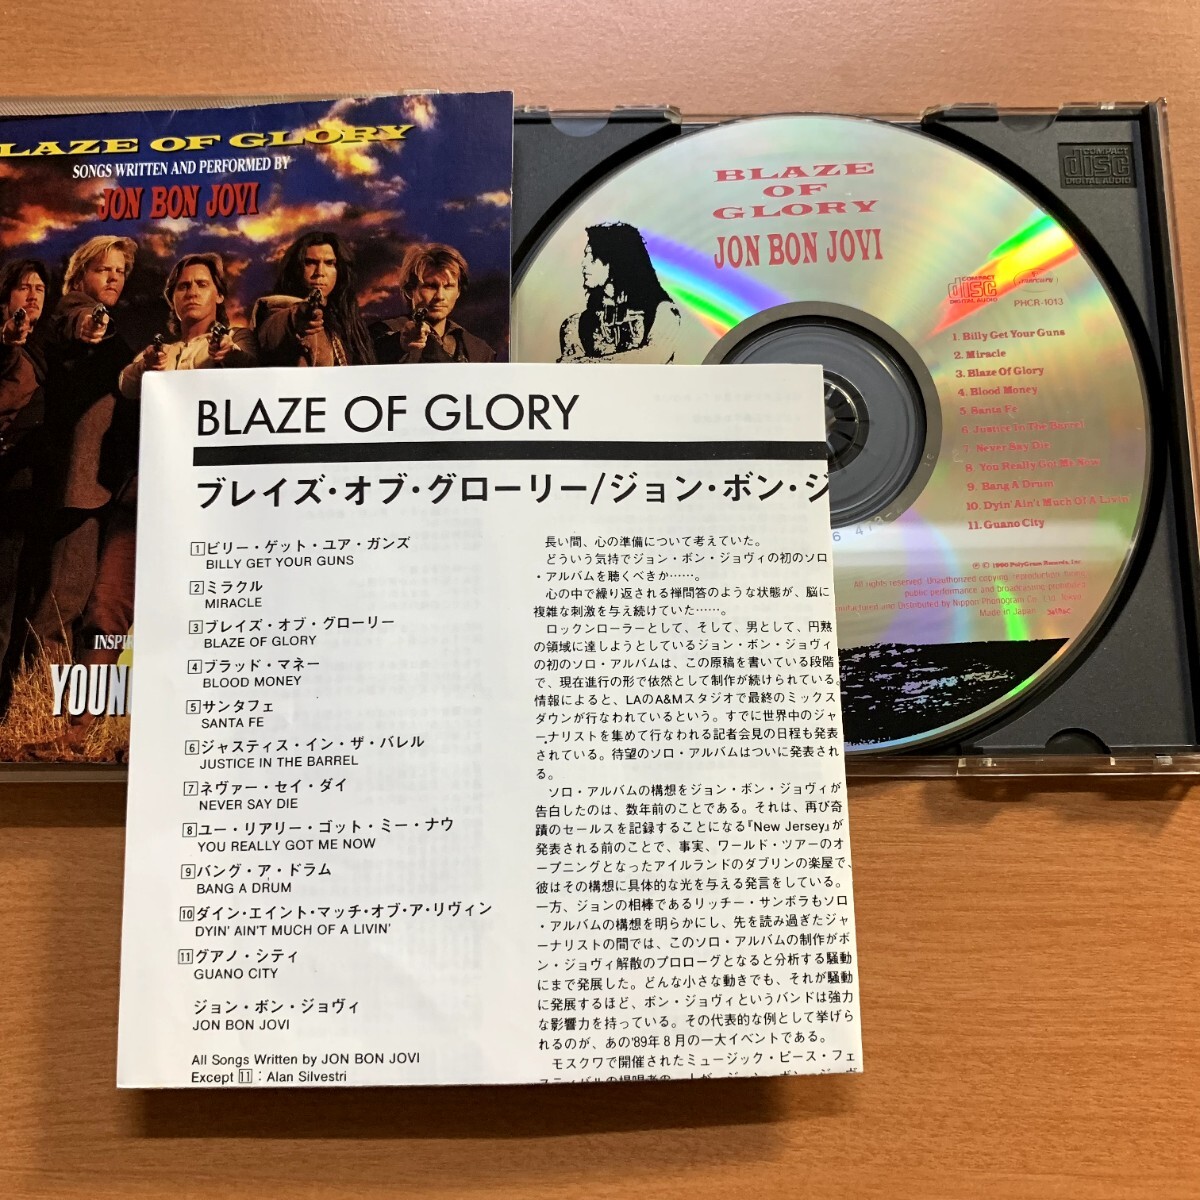 LAZE OF GLORY
SONGS WRITTEN AND PERFORMED BY
JON BON JOVI
INSPI
YOUN
BLAZE
OF
GLORY
JON BON JOVI
COMPACT
disc
DIGITAL AUDIO
COMPACT
disc
DIGITAL AUDIO
mercury
PHCR-1013
1. Billy Get Your Guns
2. Miracle
3. Blaze Of Glory
4. Blood Money
5. Santa Fe
6. Justice In The Barrel
7. Never Say Die
8. You Really Got Me Now
9. Bang A Drum
10. Dyin' Ain't Much Of A Livin'
11. Guano City
℗ © 1990 PolyGram Records, Inc.
All rights reserved. Unauthorized copying, reproduction, hiring,
public performance and broadcasting prohibited.
nufactured and Distributed by Nippon Phonogram Co., Ltd. Tokyo,
Made in Japan
BLAZE OF GLORY
ブレイズ・オブ・グローリー/ジョン・ボン・ジ
1 ビリー・ゲット・ユア・ガンズ
BILLY GET YOUR GUNS
2 ミラクル
MIRACLE
3 ブレイズ・オブ・グローリー
BLAZE OF GLORY
4 ブラッド・マネー
BLOOD MONEY
5 サンタフェ
SANTA FE
6 ジャスティス・イン・ザ・バレル
JUSTICE IN THE BARREL
7 ネヴァー・セイ・ダイ
NEVER SAY DIE
8 ユー・リアリー・ゴット・ミー・ナウ
YOU REALLY GOT ME NOW
9 バング・ア・ドラム
BANG A DRUM
10 ダイン・エイント・マッチ・オブ・ア・リヴィン
DYIN' AIN'T MUCH OF A LIVIN'
11 グアノ・シティ
GUANO CITY
ジョン・ボン・ジョヴィ
JON BON JOVI
All Songs Written by JON BON JOVI
Except 11 : Alan Silvestri
長い間、心の準備について考えていた。
どういう気持でジョン・ボン・ジョヴィの初のソロ
・アルバムを聴くべきか……。
心の中で繰り返される禅問答のような状態が、脳に
複雑な刺激を与え続けていた……。
ロックンローラーとして、そして、男として、円熟
の領域に達しようとしているジョン・ボン・ジョヴィ
の初のソロ・アルバムは、この原稿を書いている段階
で、現在進行の形で依然として制作が続けられている。
情報によると、LAのA&Mスタジオで最終のミックス
ダウンが行なわれているという。すでに世界中のジャ
ーナリストを集めて行なわれる記者会見の日程も発表
されている。待望のソロ・アルバムはついに発表され
る。
ソロ・アルバムの構想をジョン・ボン・ジョヴィが
告白したのは、数年前のことである。それは、再び奇
蹟のセールスを記録することになる『New Jersey』が
発表される前のことで、事実、ワールド・ツアーのオ
ープニングとなったアイルランドのダブリンの楽屋で、
彼はその構想に具体的な光を与える発言をしている。
一方、ジョンの相棒であるリッチー・サンボラもソロ
・アルバムの構想を明らかにし、先を読み過ぎたジャ
ーナリストの間では、このソロ・アルバムの制作がボ
ン・ジョヴィ解散のプロローグとなると分析する騒動
にまで発展した。どんな小さな動きでも、それが騒動
に発展するほど、ボン・ジョヴィというバンドは強力
な影響力を持っている。その代表的な例として挙げら
れるのが、あの'89年8月の一大イベントである。
モスクワで開催されたミュージック・ピース・フェ